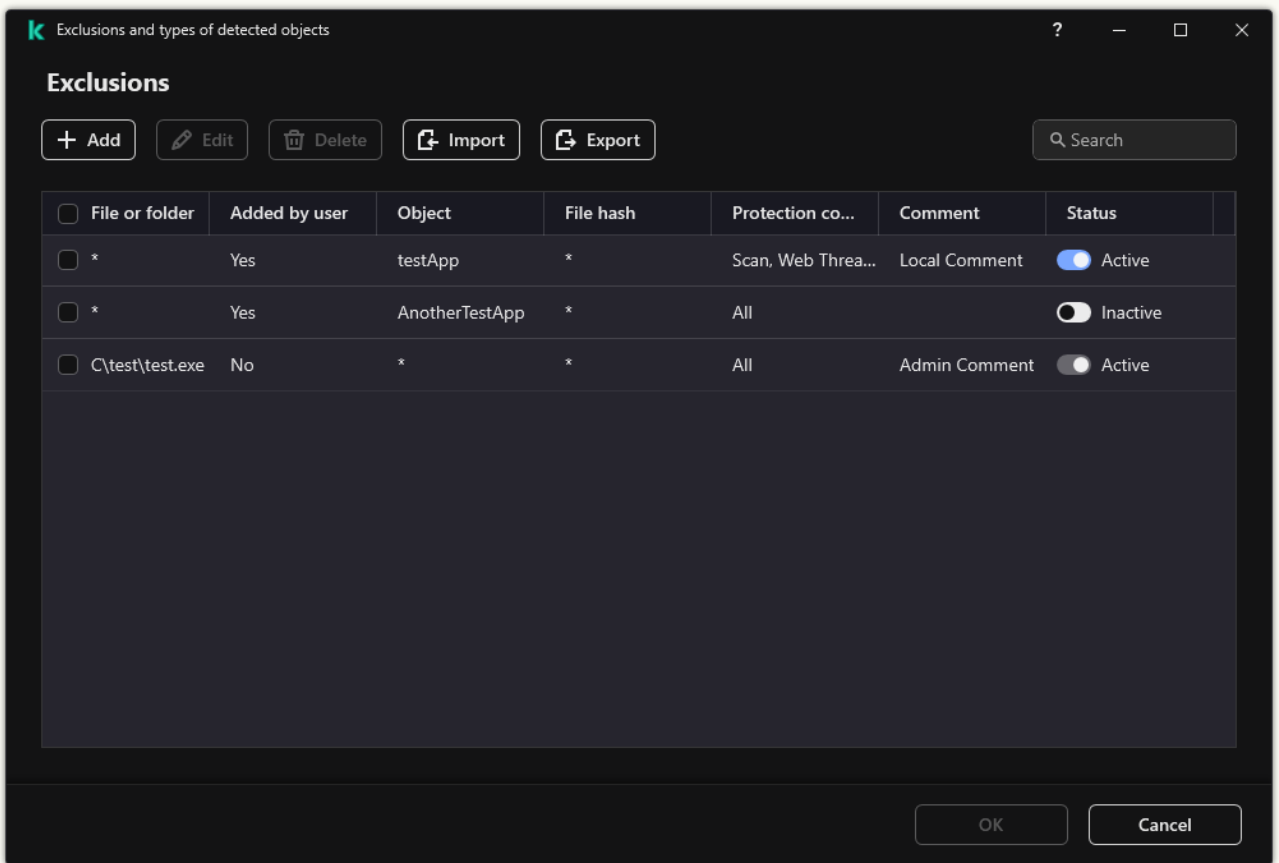 Exclusions and types of detected objects ?
Exclusions
Add Edit Delete Import Export Search
File or folder Added by user Object File hash Protection co... Comment Status
* Yes testApp * Scan, Web Threa... Local Comment Active
* Yes AnotherTestApp * All Inactive
C\test\test.exe No * * All Admin Comment Active
OK Cancel